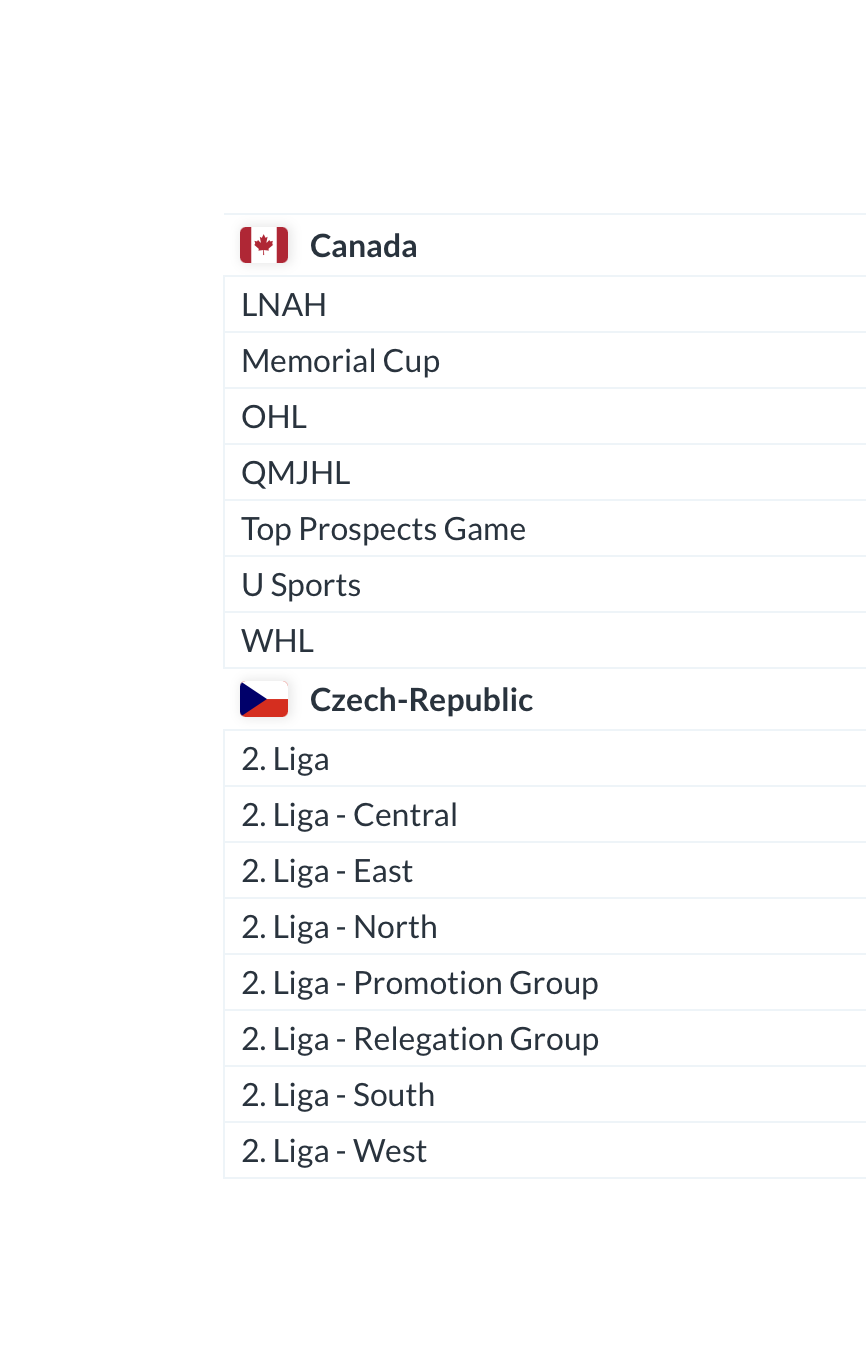 Canada
LNAH
Memorial Cup
OHL
QMJHL
Top Prospects Game
U Sports
WHL
Czech-Republic
2. Liga
2. Liga - Central
2. Liga - East
2. Liga - North
2. Liga - Promotion Group
2. Liga - Relegation Group
2. Liga - South
2. Liga - West